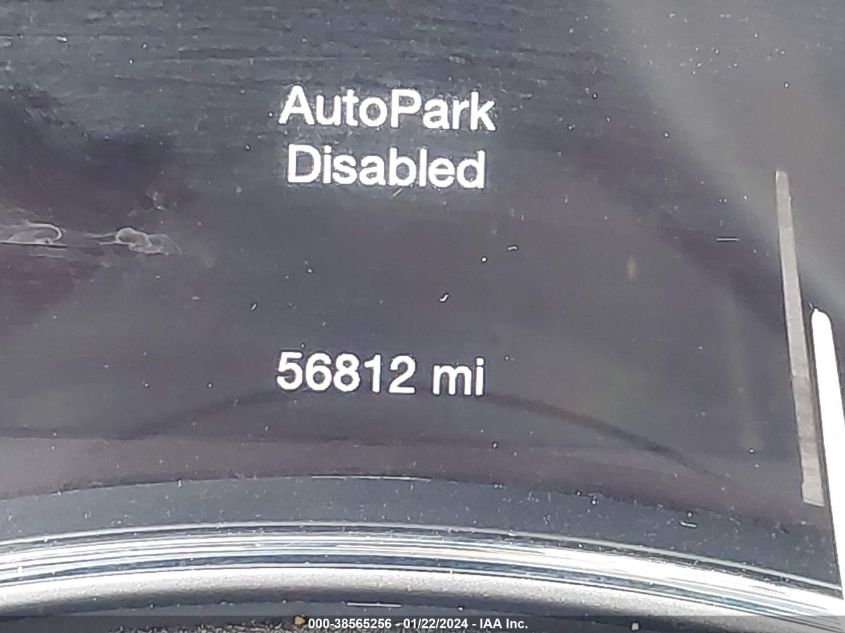 AutoPark
Disabled
56812 mi
000-38565256 - 01/22/2024 - IAA Inc.